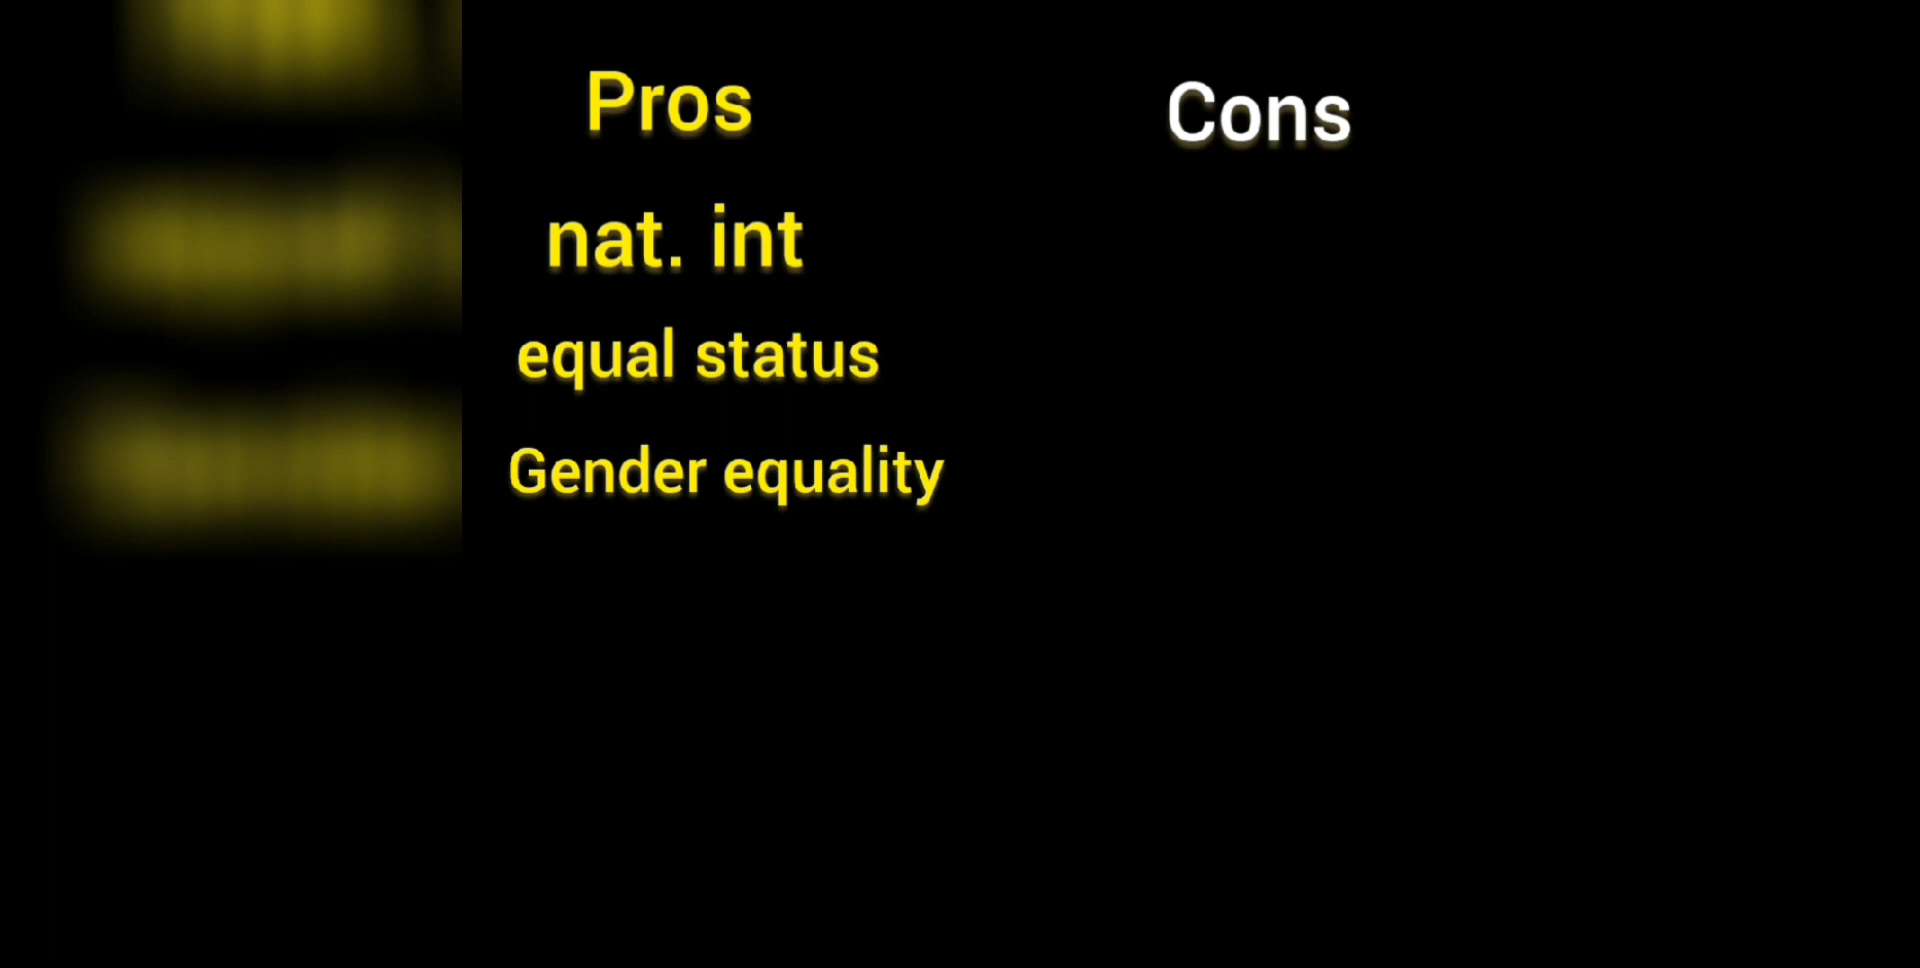 Pros
Cons
nat. int
equal status
Gender equality